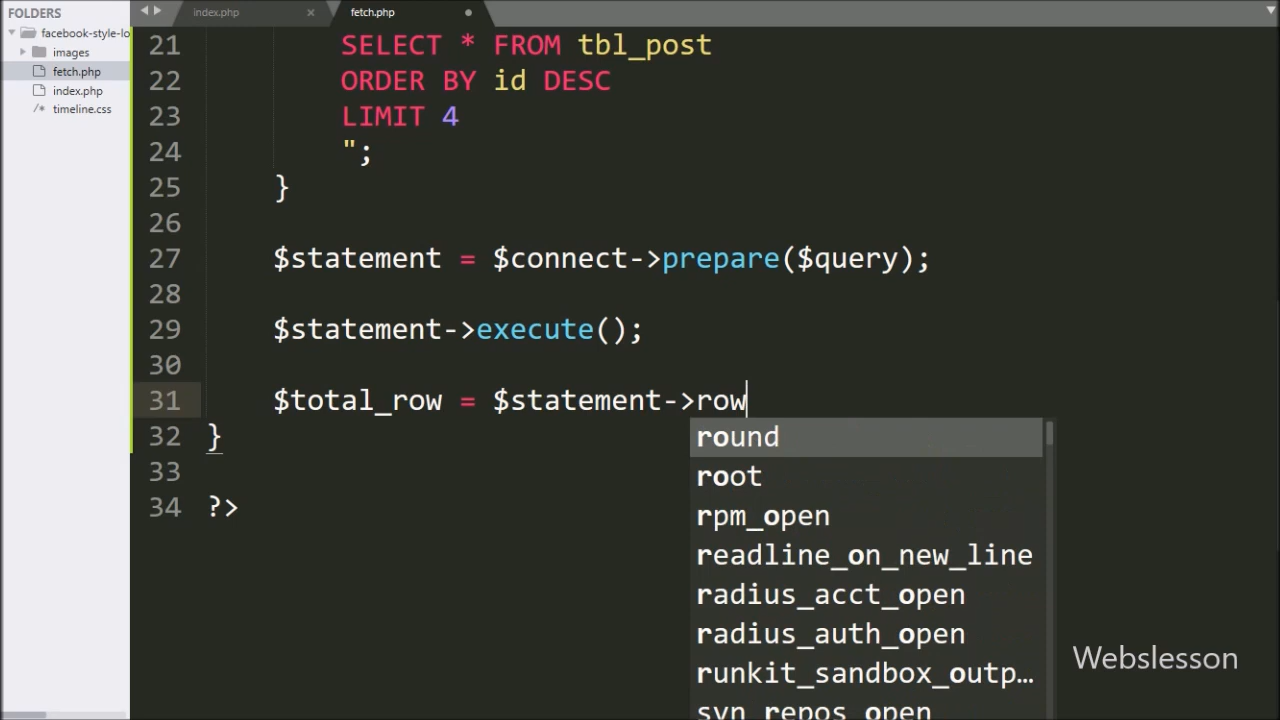 FOLDERS
facebook-style-lo
images
fetch.php
index.php
/* timeline.css
index.php ×
fetch.php
21 SELECT * FROM tbl_post
22 ORDER BY id DESC
23 LIMIT 4
24 ";
25 }
26
27 $statement = $connect->prepare($query);
28
29 $statement->execute();
30
31 $total_row = $statement->row
32 }
33
34 ?>
round
root
rpm_open
readline_on_new_line
radius_acct_open
radius_auth_open
runkit_sandbox_outp…
syn_repos_open
Webslesson